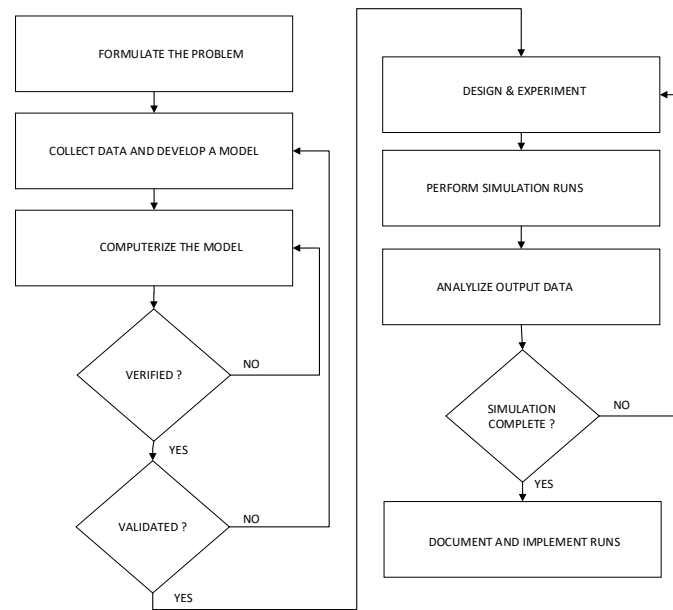 FORMULATE THE PROBLEM
COLLECT DATA AND DEVELOP A MODEL
COMPUTERIZE THE MODEL
VERIFIED ?
NO
YES
VALIDATED ?
NO
YES
DESIGN & EXPERIMENT
PERFORM SIMULATION RUNS
ANALYLIZE OUTPUT DATA
SIMULATION
COMPLETE ?
NO
YES
DOCUMENT AND IMPLEMENT RUNS